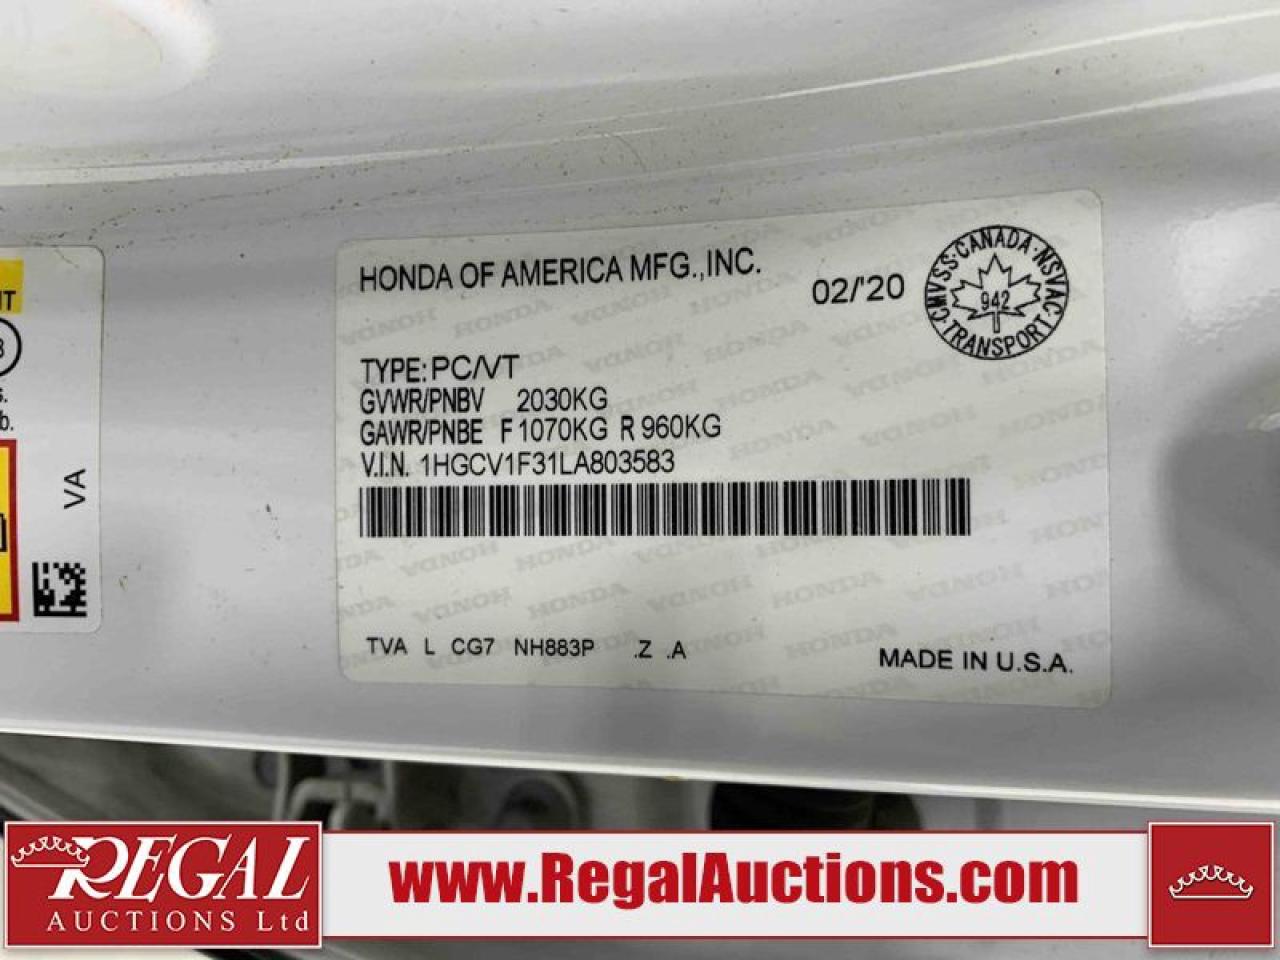 HONDA OF AMERICA MFG.,INC.
02/'20
CMVSS·CANADA·NSVAC·TRANSPORT·
942
TYPE: PC/VT
GVWR/PNBV 2030KG
GAWR/PNBE F 1070KG R 960KG
V.I.N. 1HGCV1F31LA803583
TVA L CG7 NH883P .Z .A
MADE IN U.S.A.
VA
REGAL
AUCTIONS Ltd
www.RegalAuctions.com